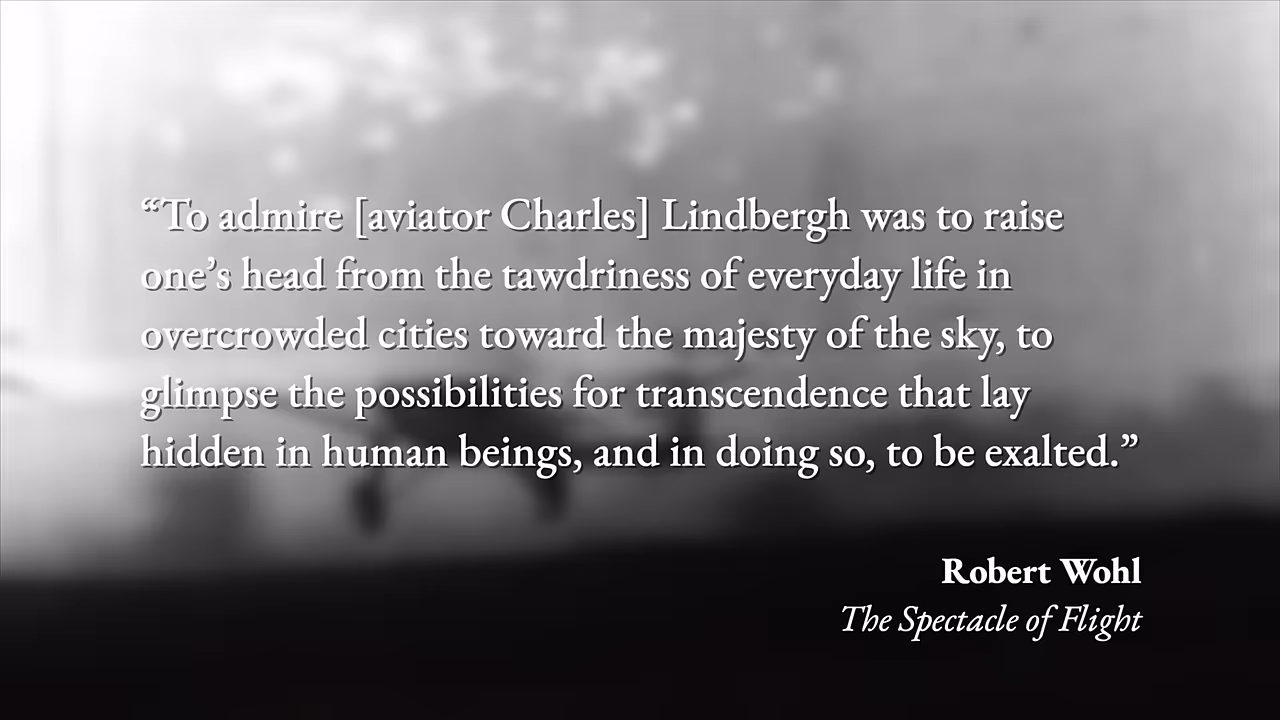 “To admire [aviator Charles] Lindbergh was to raise
one’s head from the tawdriness of everyday life in
overcrowded cities toward the majesty of the sky, to
glimpse the possibilities for transcendence that lay
hidden in human beings, and in doing so, to be exalted.”
Robert Wohl
The Spectacle of Flight